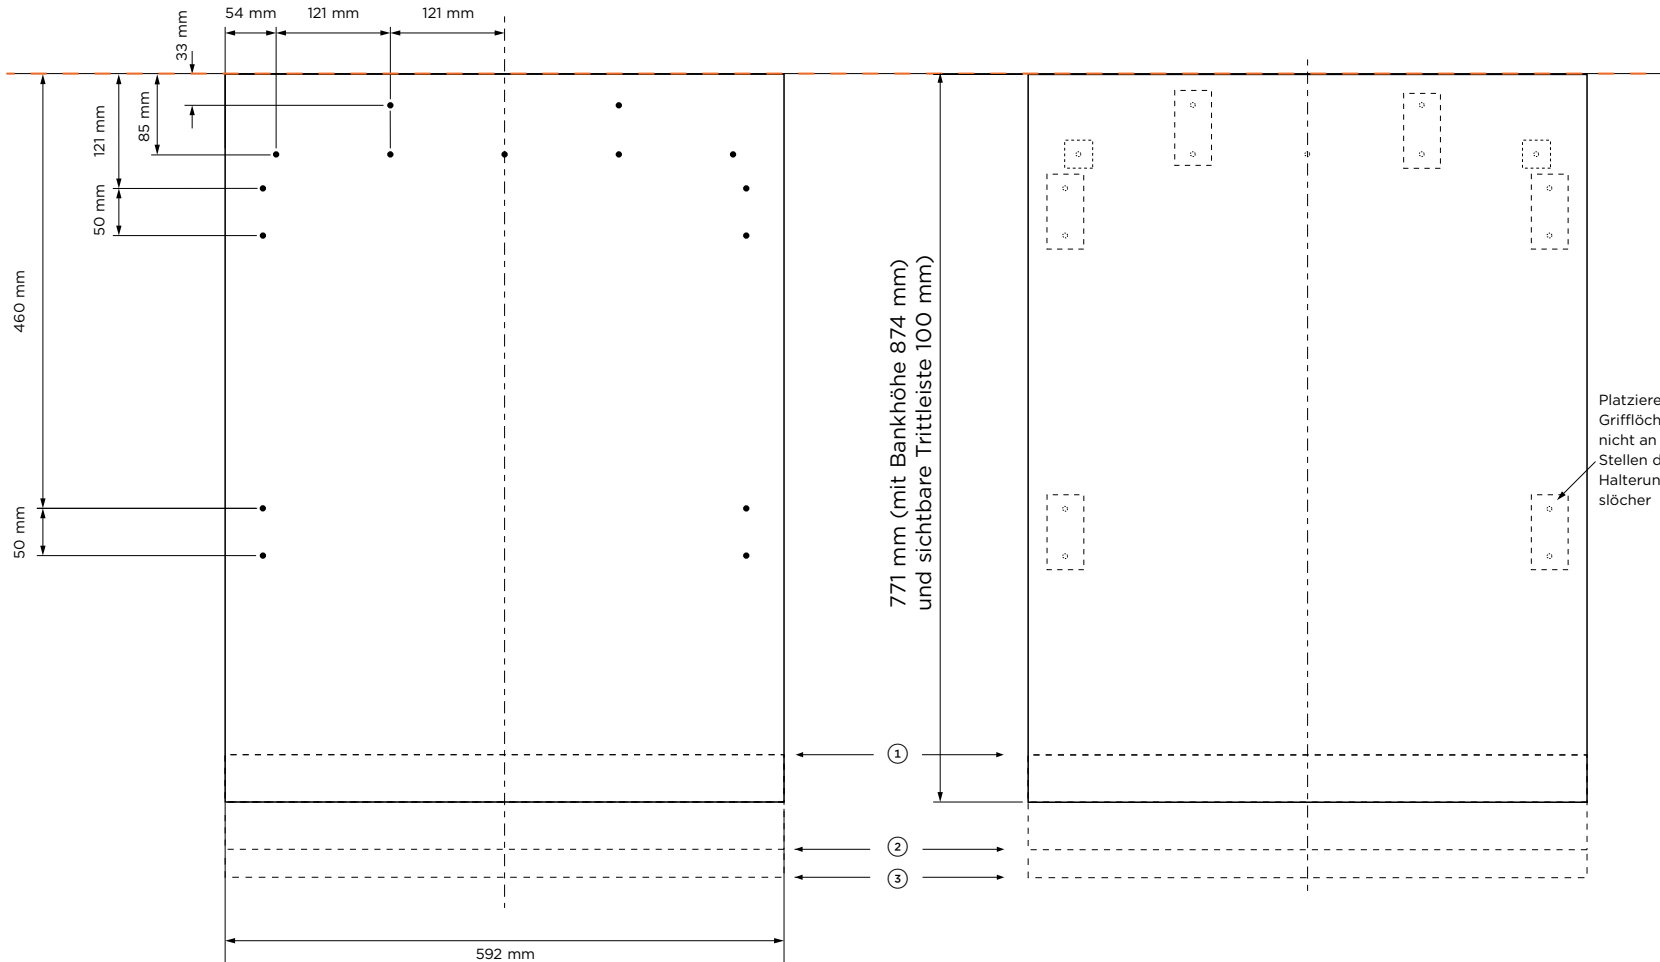 54 mm
121 mm
121 mm
33 mm
85 mm
121 mm
50 mm
460 mm
50 mm
771 mm (mit Bankhöhe 874 mm)
und sichtbare Trittleiste 100 mm)
Platziere
Grifflöch
nicht an
Stellen d
Halterun
slöcher
1
2
3
592 mm